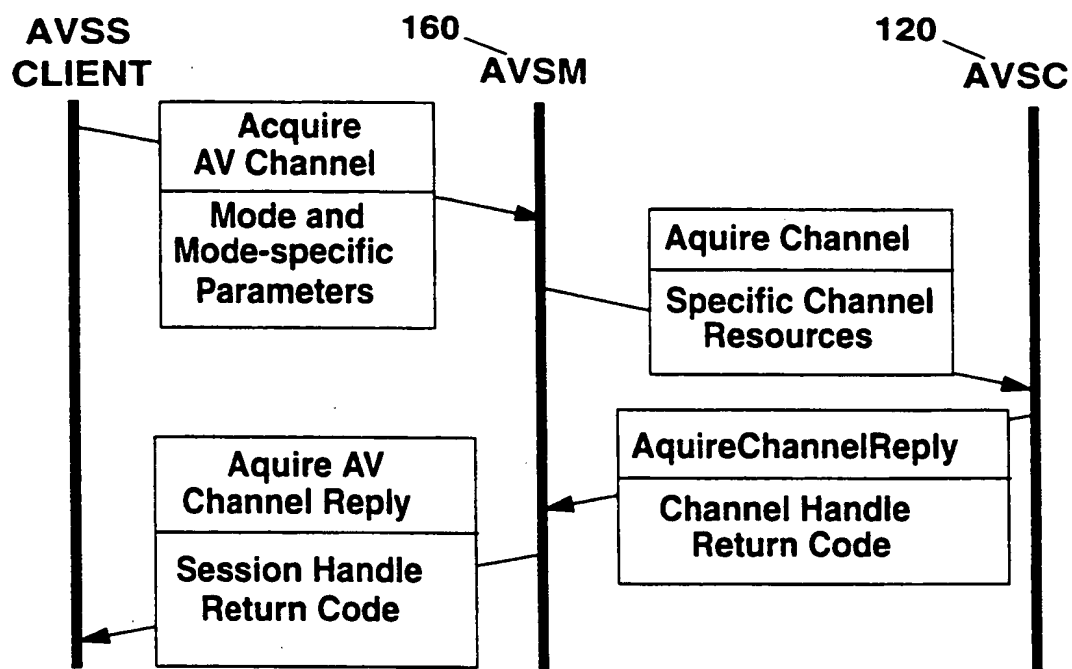 AVSS
CLIENT
160
AVSM
120
AVSC
Acquire
AV Channel
Mode and
Mode-specific
Parameters
Aquire Channel
Specific Channel
Resources
AquireChannelReply
Channel Handle
Return Code
Aquire AV
Channel Reply
Session Handle
Return Code